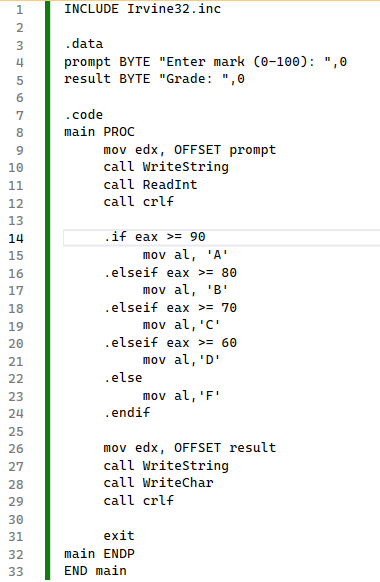 1 INCLUDE Irvine32.inc
2
3 .data
4 prompt BYTE "Enter mark (0-100): ",0
5 result BYTE "Grade: ",0
6
7 .code
8 main PROC
9      mov edx, OFFSET prompt
10      call WriteString
11      call ReadInt
12      call crlf
13
14      .if eax >= 90
15           mov al, 'A'
16      .elseif eax >= 80
17           mov al, 'B'
18      .elseif eax >= 70
19           mov al,'C'
20      .elseif eax >= 60
21           mov al,'D'
22      .else
23           mov al,'F'
24      .endif
25
26      mov edx, OFFSET result
27      call WriteString
28      call WriteChar
29      call crlf
30
31      exit
32 main ENDP
33 END main